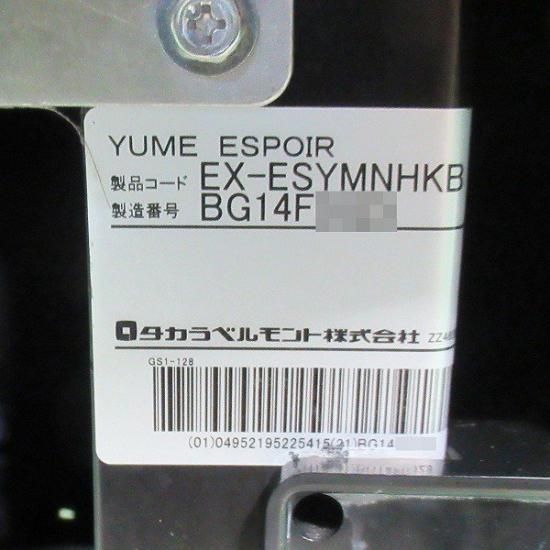 YUME ESPOIR
製品コード EX-ESYMNHKB
製造番号 BG14F
タカラベルモント株式会社
GS1-128
(01)04952195225415(21)BG14